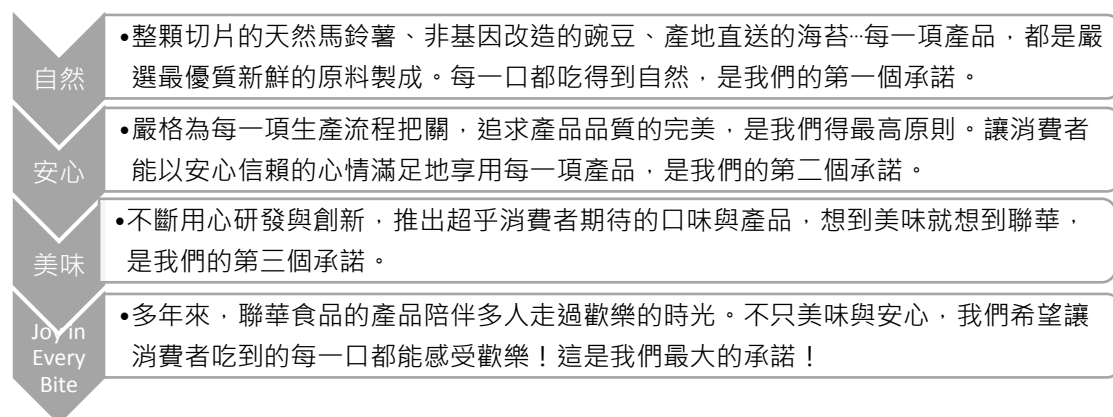 自然
•整顆切片的天然馬鈴薯、非基因改造的豌豆、產地直送的海苔…每一項產品，都是嚴
選最優質新鮮的原料製成。每一口都吃得到自然，是我們的第一個承諾。
安心
•嚴格為每一項生產流程把關，追求產品品質的完美，是我們得最高原則。讓消費者
能以安心信賴的心情滿足地享用每一項產品，是我們的第二個承諾。
美味
•不斷用心研發與創新，推出超乎消費者期待的口味與產品，想到美味就想到聯華，
是我們的第三個承諾。
Joy in
Every
Bite
•多年來，聯華食品的產品陪伴多人走過歡樂的時光。不只美味與安心，我們希望讓
消費者吃到的每一口都能感受歡樂！這是我們最大的承諾！